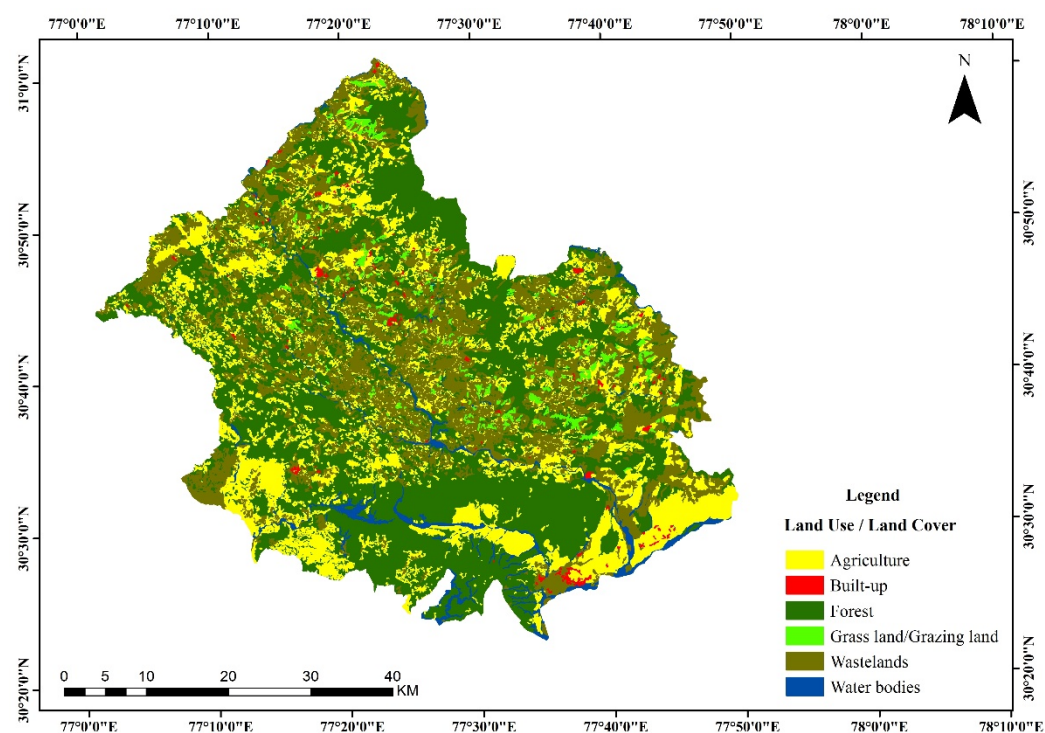 77°0'0"E 77°10'0"E 77°20'0"E 77°30'0"E 77°40'0"E 77°50'0"E 78°0'0"E 78°10'0"E
N
31°0'0"N 31°0'0"N
30°50'0"N 30°50'0"N
30°40'0"N 30°40'0"N
30°30'0"N 30°30'0"N
30°20'0"N 30°20'0"N
Legend
Land Use / Land Cover
Agriculture
Built-up
Forest
Grass land/Grazing land
Wastelands
Water bodies
0 5 10 20 30 40
KM
77°0'0"E 77°10'0"E 77°20'0"E 77°30'0"E 77°40'0"E 77°50'0"E 78°0'0"E 78°10'0"E